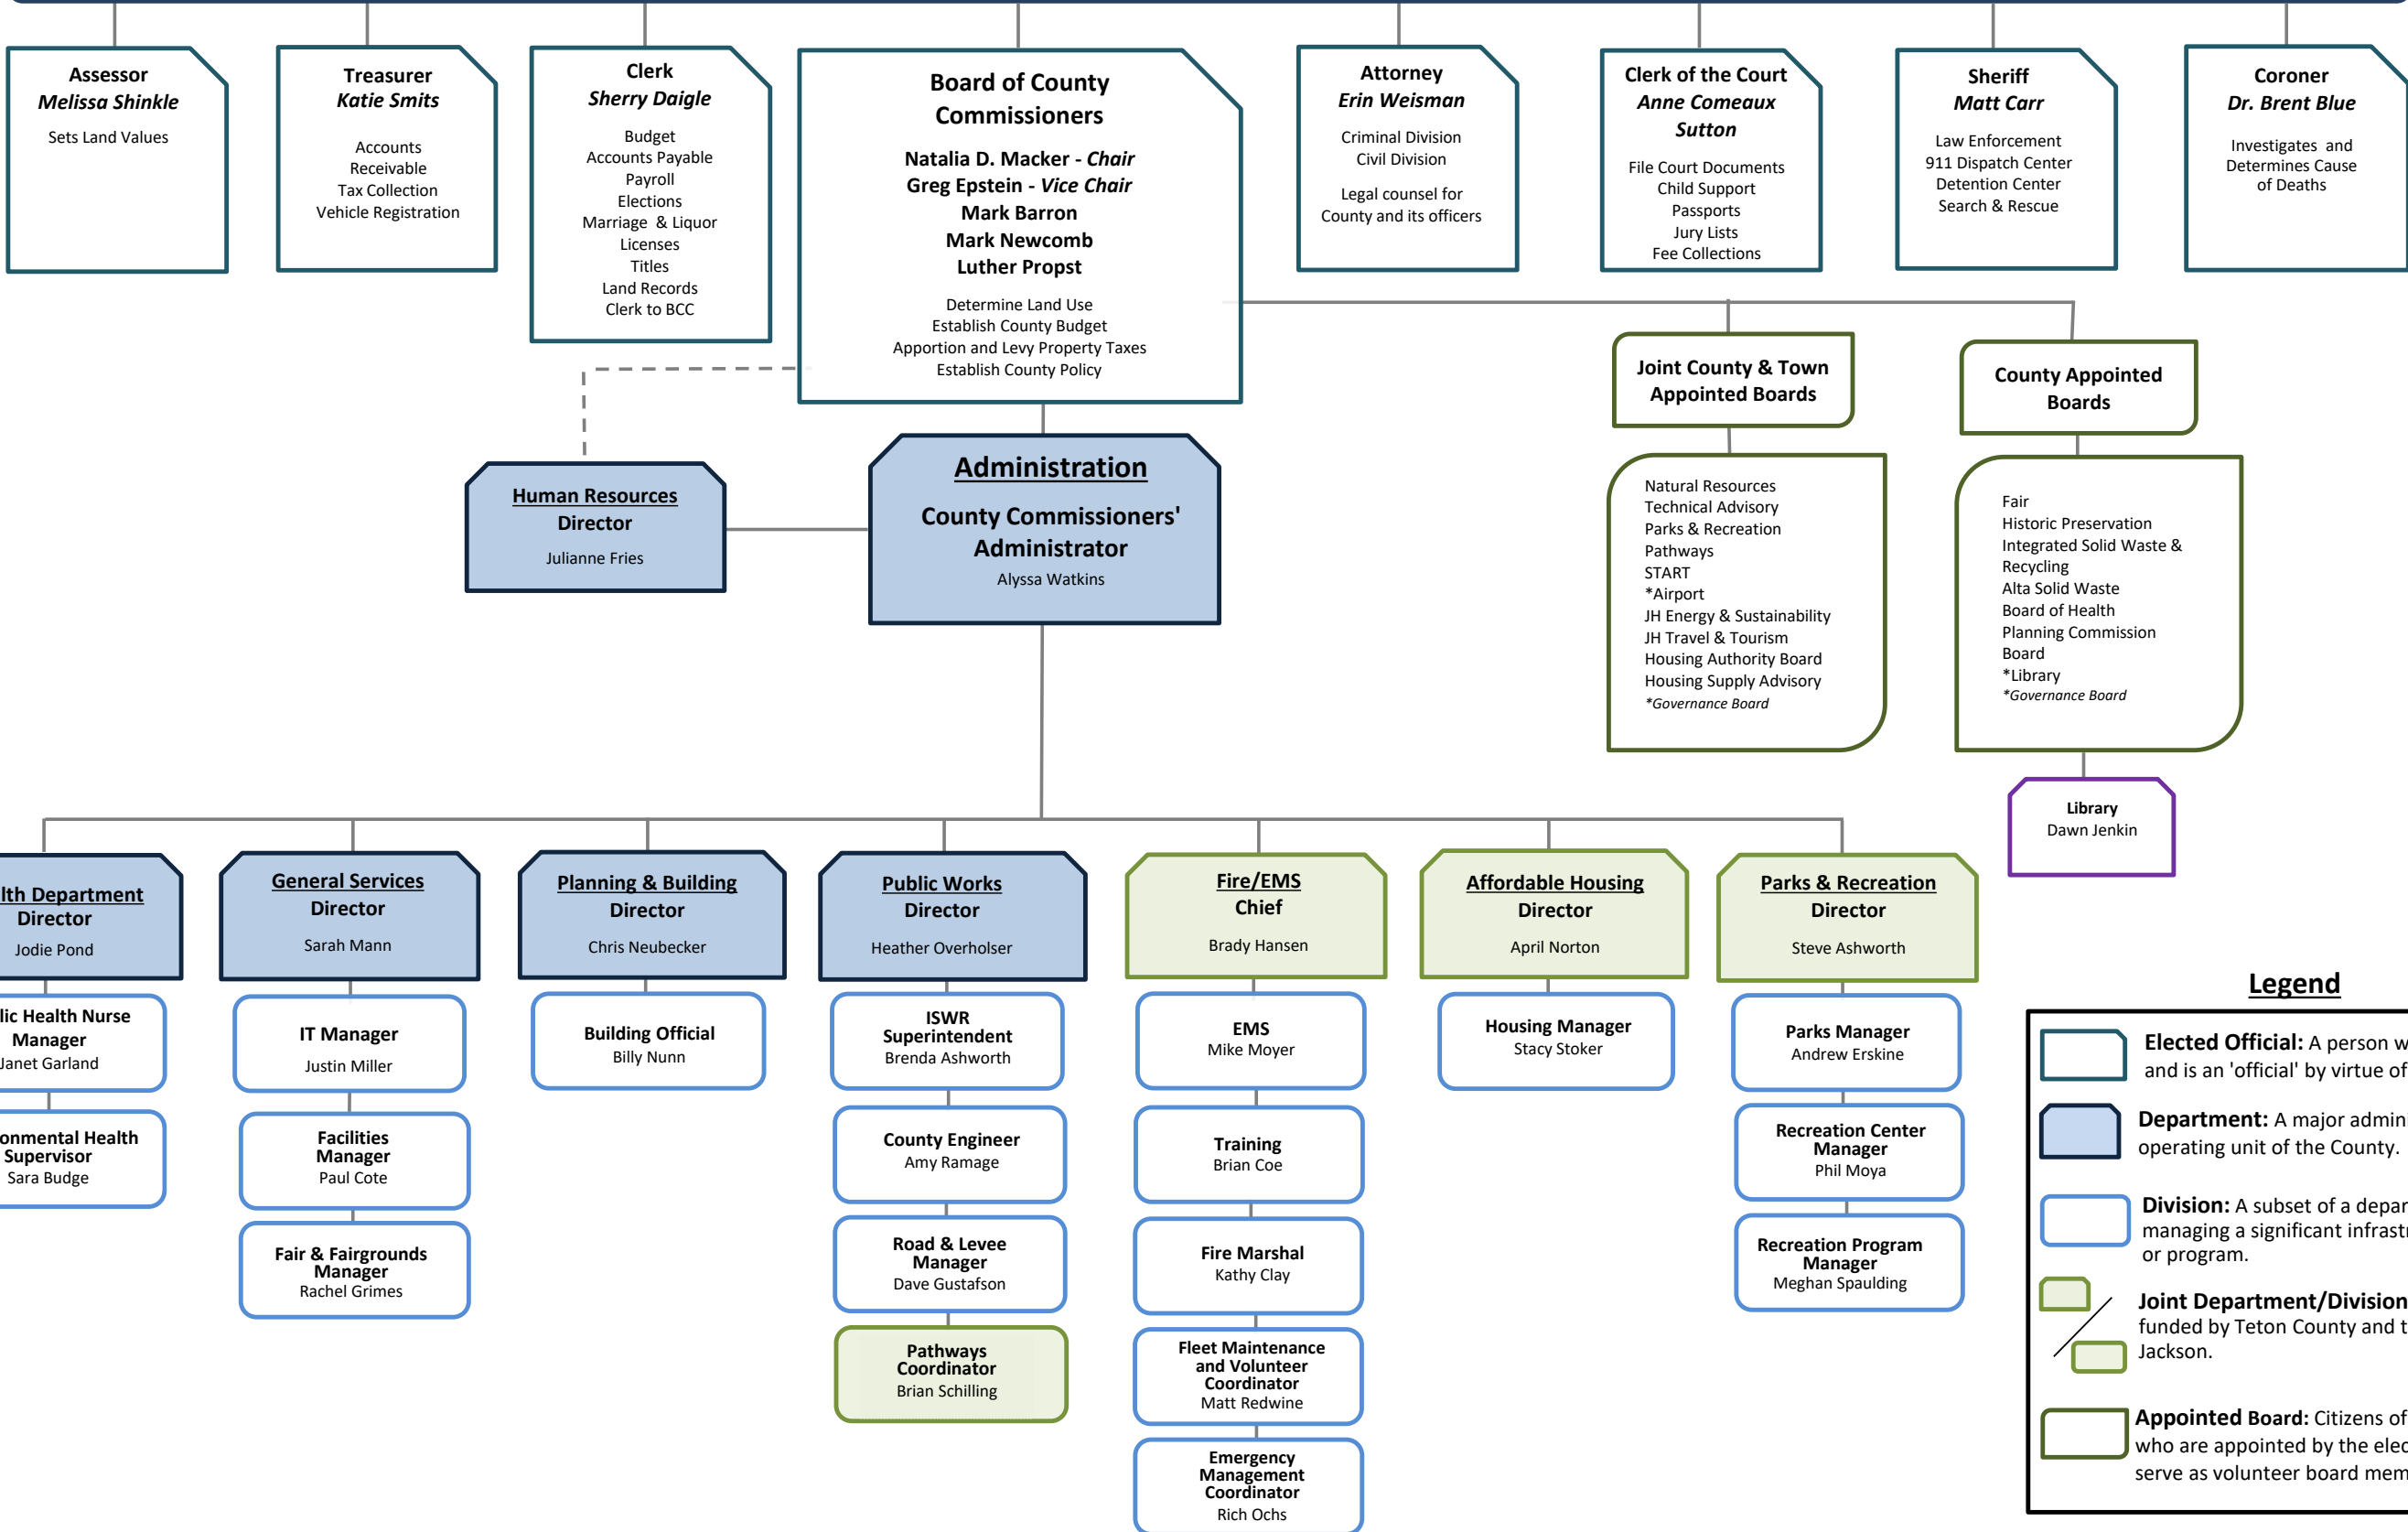 Assessor
Melissa Shinkle
Sets Land Values
Treasurer
Katie Smits
Accounts
Receivable
Tax Collection
Vehicle Registration
Clerk
Sherry Daigle
Budget
Accounts Payable
Payroll
Elections
Marriage & Liquor
Licenses
Titles
Land Records
Clerk to BCC
Board of County
Commissioners
Natalia D. Macker - Chair
Greg Epstein - Vice Chair
Mark Barron
Mark Newcomb
Luther Propst
Determine Land Use
Establish County Budget
Apportion and Levy Property Taxes
Establish County Policy
Attorney
Erin Weisman
Criminal Division
Civil Division
Legal counsel for
County and its officers
Clerk of the Court
Anne Comeaux
Sutton
File Court Documents
Child Support
Passports
Jury Lists
Fee Collections
Sheriff
Matt Carr
Law Enforcement
911 Dispatch Center
Detention Center
Search & Rescue
Coroner
Dr. Brent Blue
Investigates and
Determines Cause
of Deaths
Joint County & Town
Appointed Boards
County Appointed
Boards
Human Resources
Director
Julianne Fries
Administration
County Commissioners'
Administrator
Alyssa Watkins
Natural Resources
Technical Advisory
Parks & Recreation
Pathways
START
*Airport
JH Energy & Sustainability
JH Travel & Tourism
Housing Authority Board
Housing Supply Advisory
*Governance Board
Fair
Historic Preservation
Integrated Solid Waste &
Recycling
Alta Solid Waste
Board of Health
Planning Commission
Board
*Library
*Governance Board
Library
Dawn Jenkin
lth Department
Director
Jodie Pond
lic Health Nurse
Manager
Janet Garland
onmental Health
Supervisor
Sara Budge
General Services
Director
Sarah Mann
IT Manager
Justin Miller
Facilities
Manager
Paul Cote
Fair & Fairgrounds
Manager
Rachel Grimes
Planning & Building
Director
Chris Neubecker
Building Official
Billy Nunn
Public Works
Director
Heather Overholser
ISWR
Superintendent
Brenda Ashworth
County Engineer
Amy Ramage
Road & Levee
Manager
Dave Gustafson
Pathways
Coordinator
Brian Schilling
Fire/EMS
Chief
Brady Hansen
EMS
Mike Moyer
Training
Brian Coe
Fire Marshal
Kathy Clay
Fleet Maintenance
and Volunteer
Coordinator
Matt Redwine
Emergency
Management
Coordinator
Rich Ochs
Affordable Housing
Director
April Norton
Housing Manager
Stacy Stoker
Parks & Recreation
Director
Steve Ashworth
Parks Manager
Andrew Erskine
Recreation Center
Manager
Phil Moya
Recreation Program
Manager
Meghan Spaulding
Legend
Elected Official: A person w
and is an 'official' by virtue of
Department: A major admin
operating unit of the County.
Division: A subset of a depar
managing a significant infrast
or program.
Joint Department/Division
funded by Teton County and t
Jackson.
Appointed Board: Citizens of
who are appointed by the elec
serve as volunteer board mem